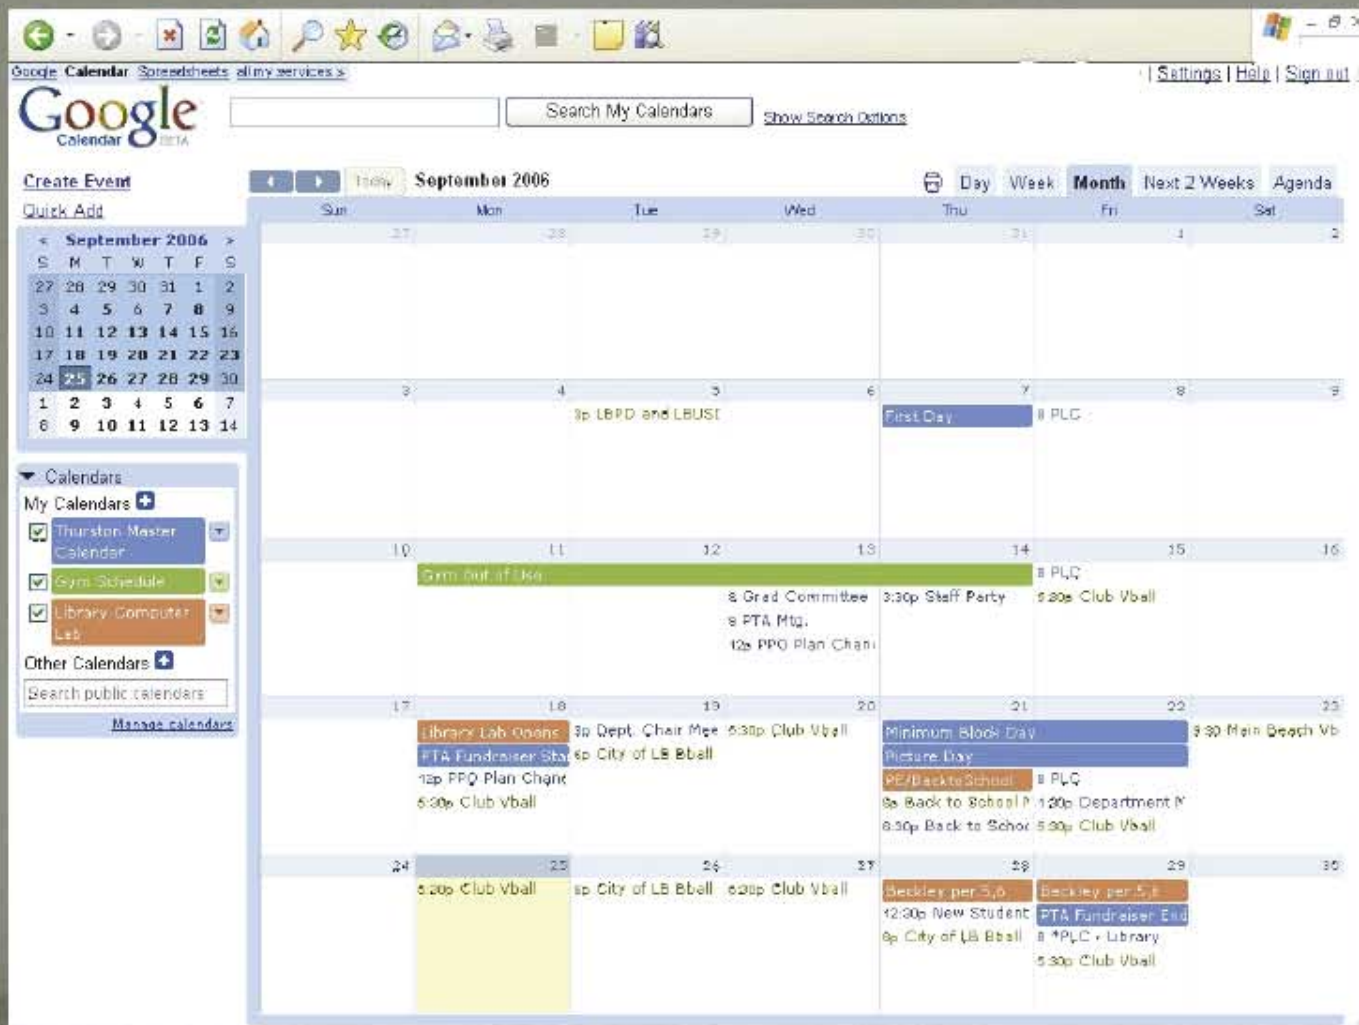 Google Calendar Spreadsheets all my services »
| Settings | Help | Sign out
Google
Calendar BETA
Search My Calendars
Show Search Options
Create Event
Quick Add
Today
September 2006
Day Week Month Next 2 Weeks Agenda
« September 2006 »
S M T W T F S
27 28 29 30 31 1 2
3 4 5 6 7 8 9
10 11 12 13 14 15 16
17 18 19 20 21 22 23
24 25 26 27 28 29 30
1 2 3 4 5 6 7
8 9 10 11 12 13 14
Calendars
My Calendars
Thurston Master
Calendar
Gym Schedule
Library Computer
Lab
Other Calendars
Search public calendars
Manage calendars
Sun Mon Tue Wed Thu Fri Sat
27 28 29 30 31 1 2
3 4 5 6 7 8 9
3p LBPD and LBUSD First Day 8 PLC
10 11 12 13 14 15 16
Gym Out of Use 8 PLC
8 Grad Committee 3:30p Staff Party 5:30p Club Vball
9 PTA Mtg.
12p PPO Plan Chan
17 18 19 20 21 22 23
Library Lab Opens 3p Dept. Chair Mee 5:30p Club Vball Minimum Block Day 9:30 Main Beach Vb
PTA Fundraiser Sta 6p City of LB Bball Picture Day
12p PPO Plan Chang PE/BacktoSchool 8 PLC
5:30p Club Vball Back to School 1:30p Department M
6:30p Back to Schoo 5:30p Club Vball
24 25 26 27 28 29 30
Club Vball 6p City of LB Bball Club Vball Beckley per 5,6 Beckley per 5,6
12:30p New Student PTA Fundraiser End
6p City of LB Bball 8 *PLC - Library
5:30p Club Vball